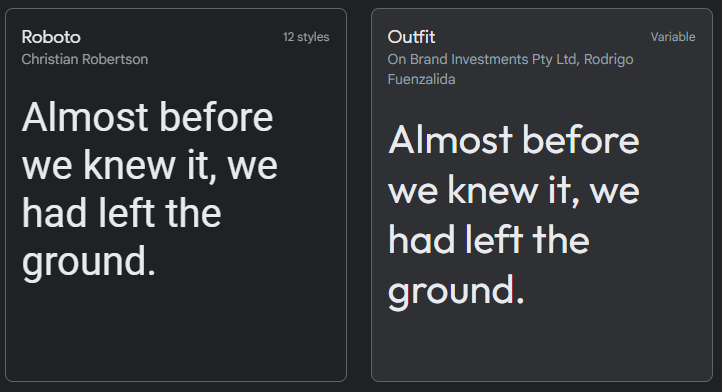 Roboto
12 styles
Christian Robertson
Almost before
we knew it, we
had left the
ground.
Outfit
Variable
On Brand Investments Pty Ltd, Rodrigo
Fuenzalida
Almost before
we knew it, we
had left the
ground.